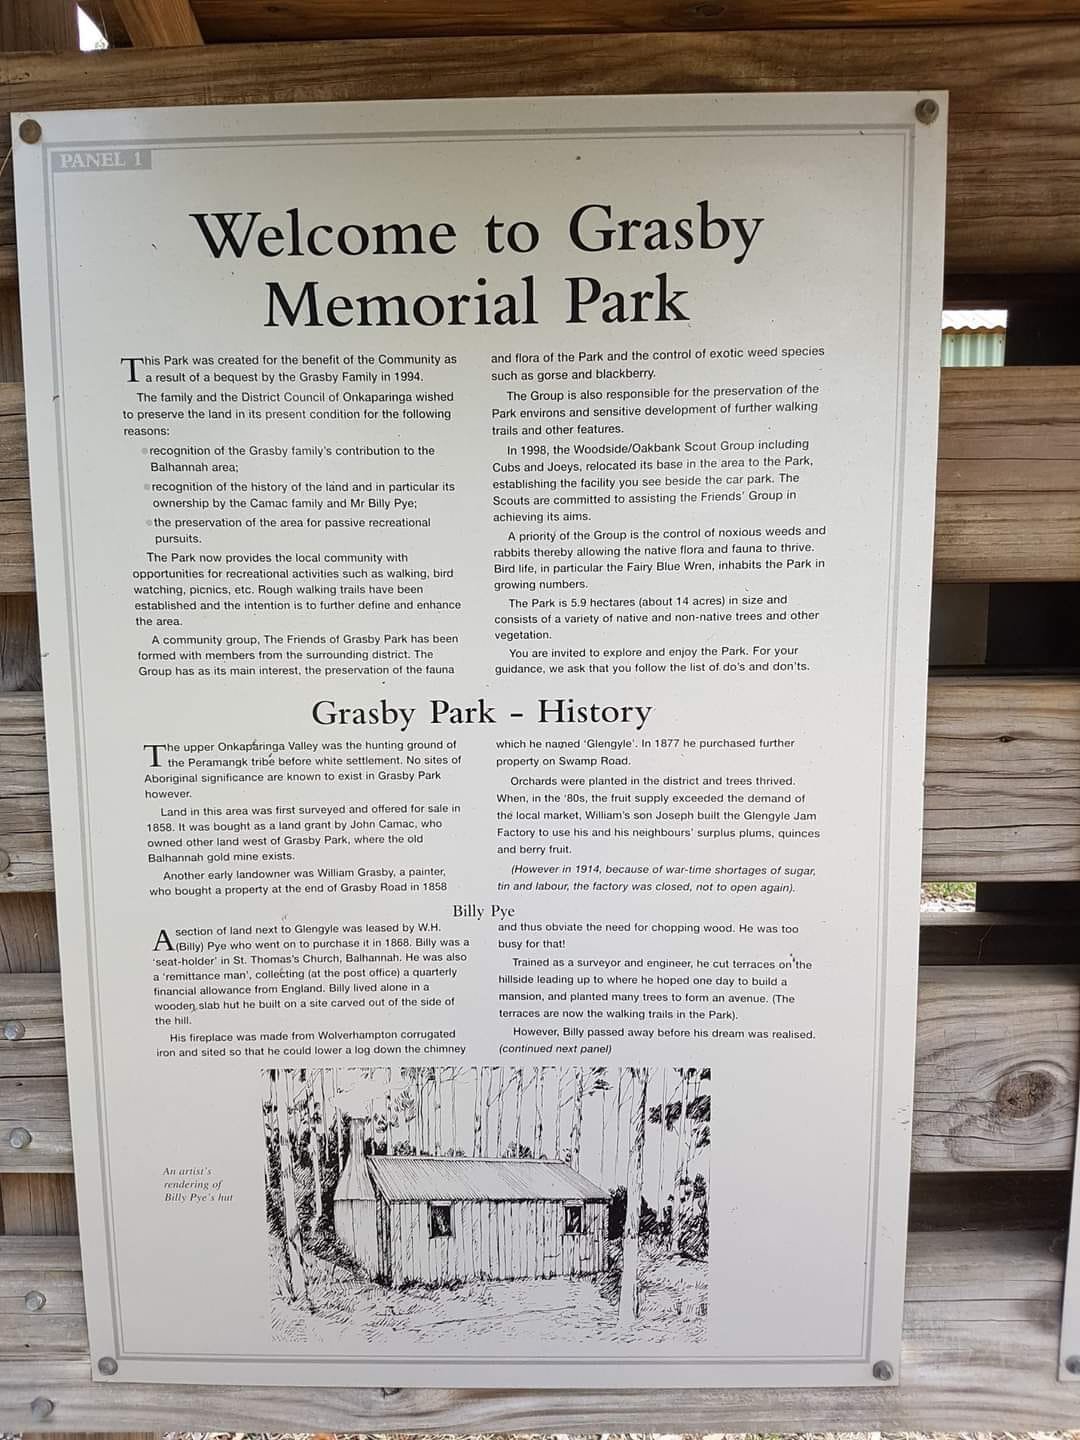 PANEL 1
Welcome to Grasby
Memorial Park
This Park was created for the benefit of the Community as
a result of a bequest by the Grasby Family in 1994.
The family and the District Council of Onkaparinga wished
to preserve the land in its present condition for the following
reasons:
recognition of the Grasby family's contribution to the
Balhannah area;
recognition of the history of the land and in particular its
ownership by the Camac family and Mr Billy Pye;
the preservation of the area for passive recreational
pursuits.
The Park now provides the local community with
opportunities for recreational activities such as walking, bird
watching, picnics, etc. Rough walking trails have been
established and the intention is to further define and enhance
the area.
A community group, The Friends of Grasby Park has been
formed with members from the surrounding district. The
Group has as its main interest, the preservation of the fauna
and flora of the Park and the control of exotic weed species
such as gorse and blackberry.
The Group is also responsible for the preservation of the
Park environs and sensitive development of further walking
trails and other features.
In 1998, the Woodside/Oakbank Scout Group including
Cubs and Joeys, relocated its base in the area to the Park,
establishing the facility you see beside the car park. The
Scouts are committed to assisting the Friends' Group in
achieving its aims.
A priority of the Group is the control of noxious weeds and
rabbits thereby allowing the native flora and fauna to thrive.
Bird life, in particular the Fairy Blue Wren, inhabits the Park in
growing numbers.
The Park is 5.9 hectares (about 14 acres) in size and
consists of a variety of native and non-native trees and other
vegetation.
You are invited to explore and enjoy the Park. For your
guidance, we ask that you follow the list of do's and don'ts.
Grasby Park - History
The upper Onkaparinga Valley was the hunting ground of
the Peramangk tribe before white settlement. No sites of
Aboriginal significance are known to exist in Grasby Park
however.
Land in this area was first surveyed and offered for sale in
1858. It was bought as a land grant by John Camac, who
owned other land west of Grasby Park, where the old
Balhannah gold mine exists.
Another early landowner was William Grasby, a painter,
who bought a property at the end of Grasby Road in 1858
which he named 'Glengyle'. In 1877 he purchased further
property on Swamp Road.
Orchards were planted in the district and trees thrived.
When, in the '80s, the fruit supply exceeded the demand of
the local market, William's son Joseph built the Glengyle Jam
Factory to use his and his neighbours' surplus plums, quinces
and berry fruit.
(However in 1914, because of war-time shortages of sugar,
tin and labour, the factory was closed, not to open again).
Billy Pye
A section of land next to Glengyle was leased by W.H.
(Billy) Pye who went on to purchase it in 1868. Billy was a
'seat-holder' in St. Thomas's Church, Balhannah. He was also
a 'remittance man', collecting (at the post office) a quarterly
financial allowance from England. Billy lived alone in a
wooden slab hut he built on a site carved out of the side of
the hill.
His fireplace was made from Wolverhampton corrugated
iron and sited so that he could lower a log down the chimney
and thus obviate the need for chopping wood. He was too
busy for that!
Trained as a surveyor and engineer, he cut terraces on the
hillside leading up to where he hoped one day to build a
mansion, and planted many trees to form an avenue. (The
terraces are now the walking trails in the Park).
However, Billy passed away before his dream was realised.
(continued next panel)
An artist's
rendering of
Billy Pye's hut